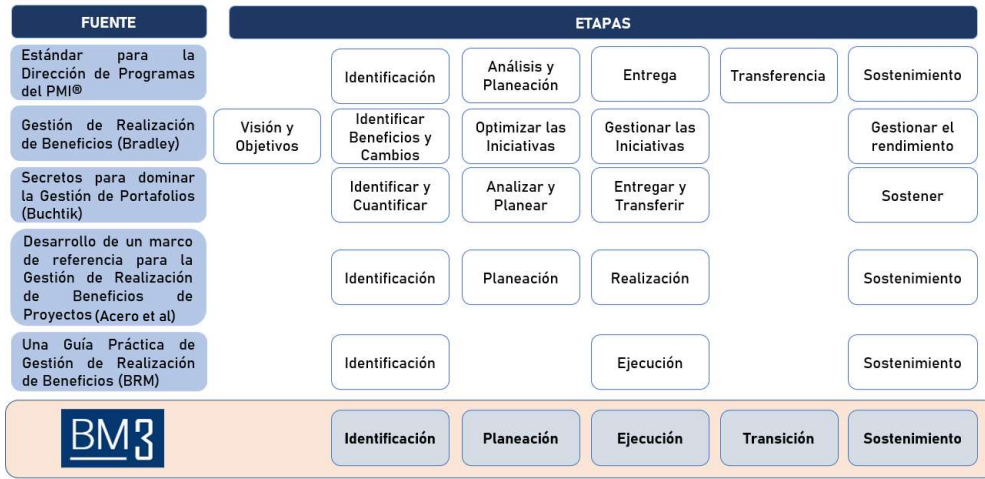 FUENTE
ETAPAS
Estándar para la
Dirección de Programas
del PMI®
Identificación
Análisis y
Planeación
Entrega
Transferencia
Sostenimiento
Gestión de Realización
de Beneficios (Bradley)
Visión y
Objetivos
Identificar
Beneficios y
Cambios
Optimizar las
Iniciativas
Gestionar las
Iniciativas
Gestionar el
rendimiento
Secretos para dominar
la Gestión de Portafolios
(Buchtik)
Identificar y
Cuantificar
Analizar y
Planear
Entregar y
Transferir
Sostener
Desarrollo de un marco
de referencia para la
Gestión de Realización
de Beneficios de
Proyectos (Acero et al)
Identificación
Planeación
Realización
Sostenimiento
Una Guía Práctica de
Gestión de Realización
de Beneficios (BRM)
Identificación
Ejecución
Sostenimiento
BM3
Identificación
Planeación
Ejecución
Transición
Sostenimiento